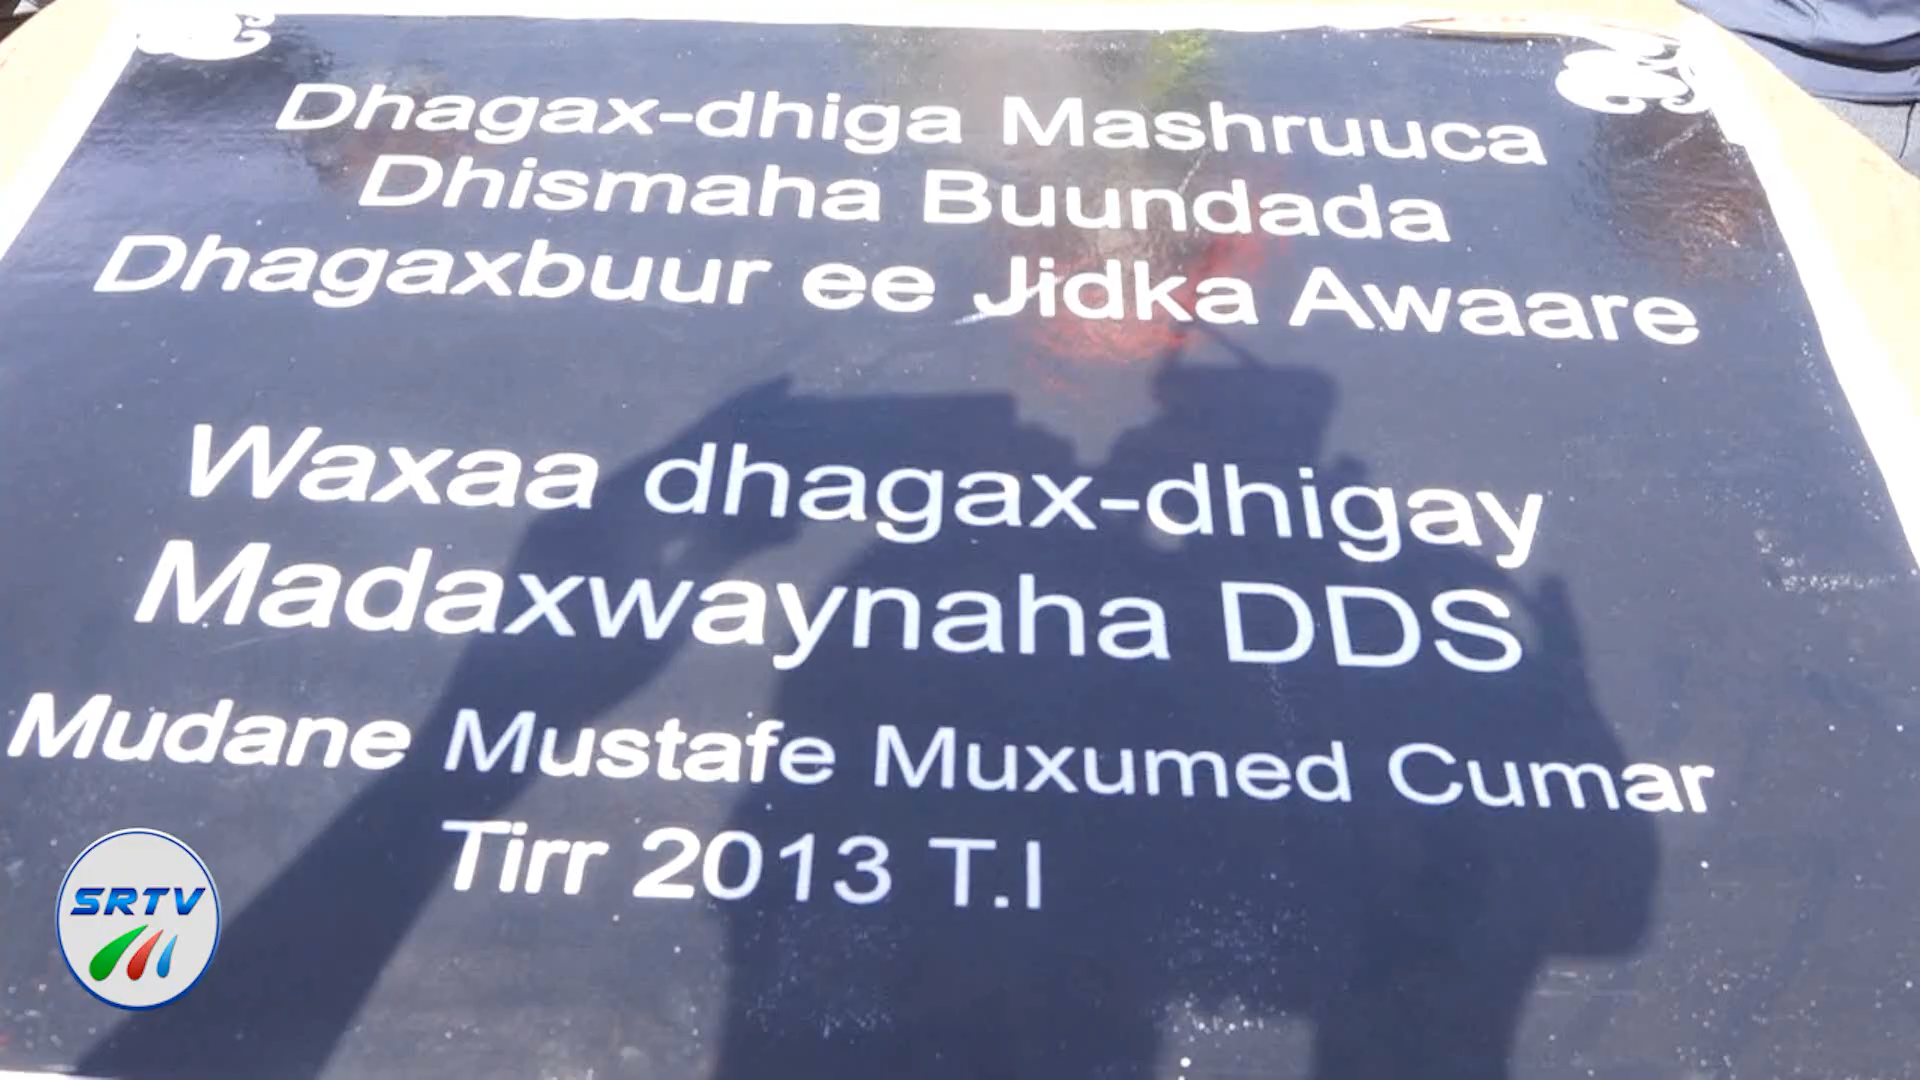 Dhagax-dhiga Mashruuca
Dhismaha Buundada
Dhagaxbuur ee Jidka Awaare
Waxaa dhagax-dhigay
Madaxwaynaha DDS
Mudane Mustafe Muxumed Cumar
Tirr 2013 T.I
SRTV